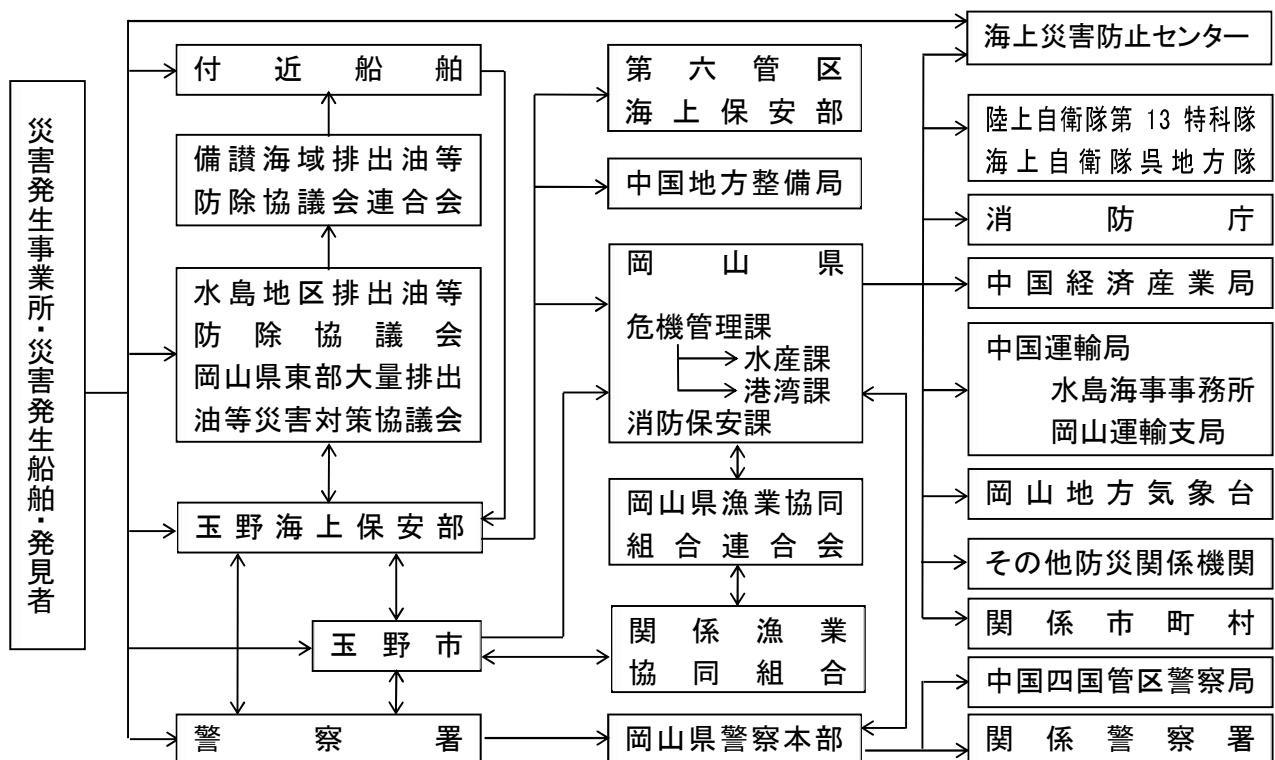 災害発生事業所・災害発生船舶・発見者
付近船舶
備讃海域排出油等
防除協議会連合会
水島地区排出油等
防除協議会
岡山県東部大量排出
油等災害対策協議会
玉野海上保安部
玉野市
警察署
第六管区
海上保安部
中国地方整備局
岡山県
危機管理課
水産課
港湾課
消防保安課
岡山県漁業協同
組合連合会
関係漁業
協同組合
岡山県警察本部
海上災害防止センター
陸上自衛隊第13特科隊
海上自衛隊呉地方隊
消防庁
中国経済産業局
中国運輸局
水島海事事務所
岡山運輸支局
岡山地方気象台
その他防災関係機関
関係市町村
中国四国管区警察局
関係警察署